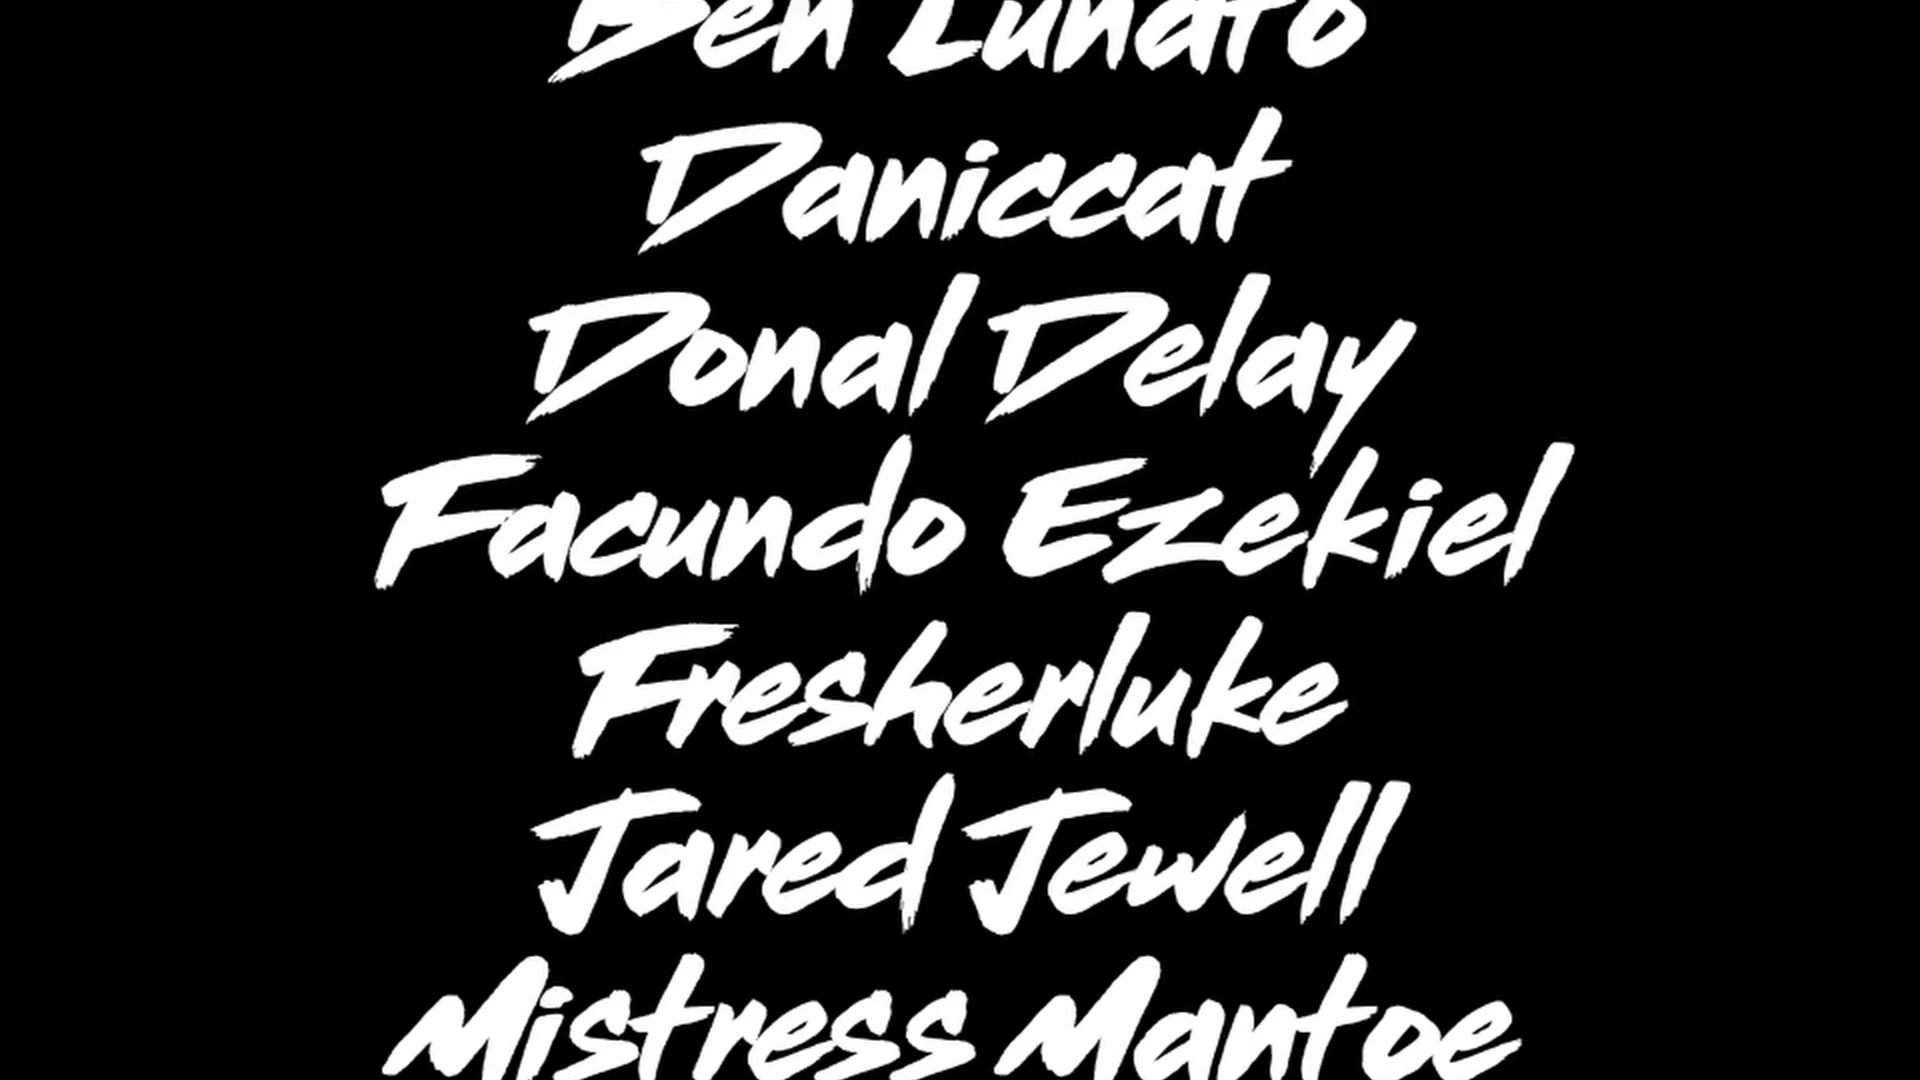 Ben Lunato
Daniccat
Donal Delay
Facundo Ezekiel
Fresherluke
Jared Jewell
Mistress Mantoe